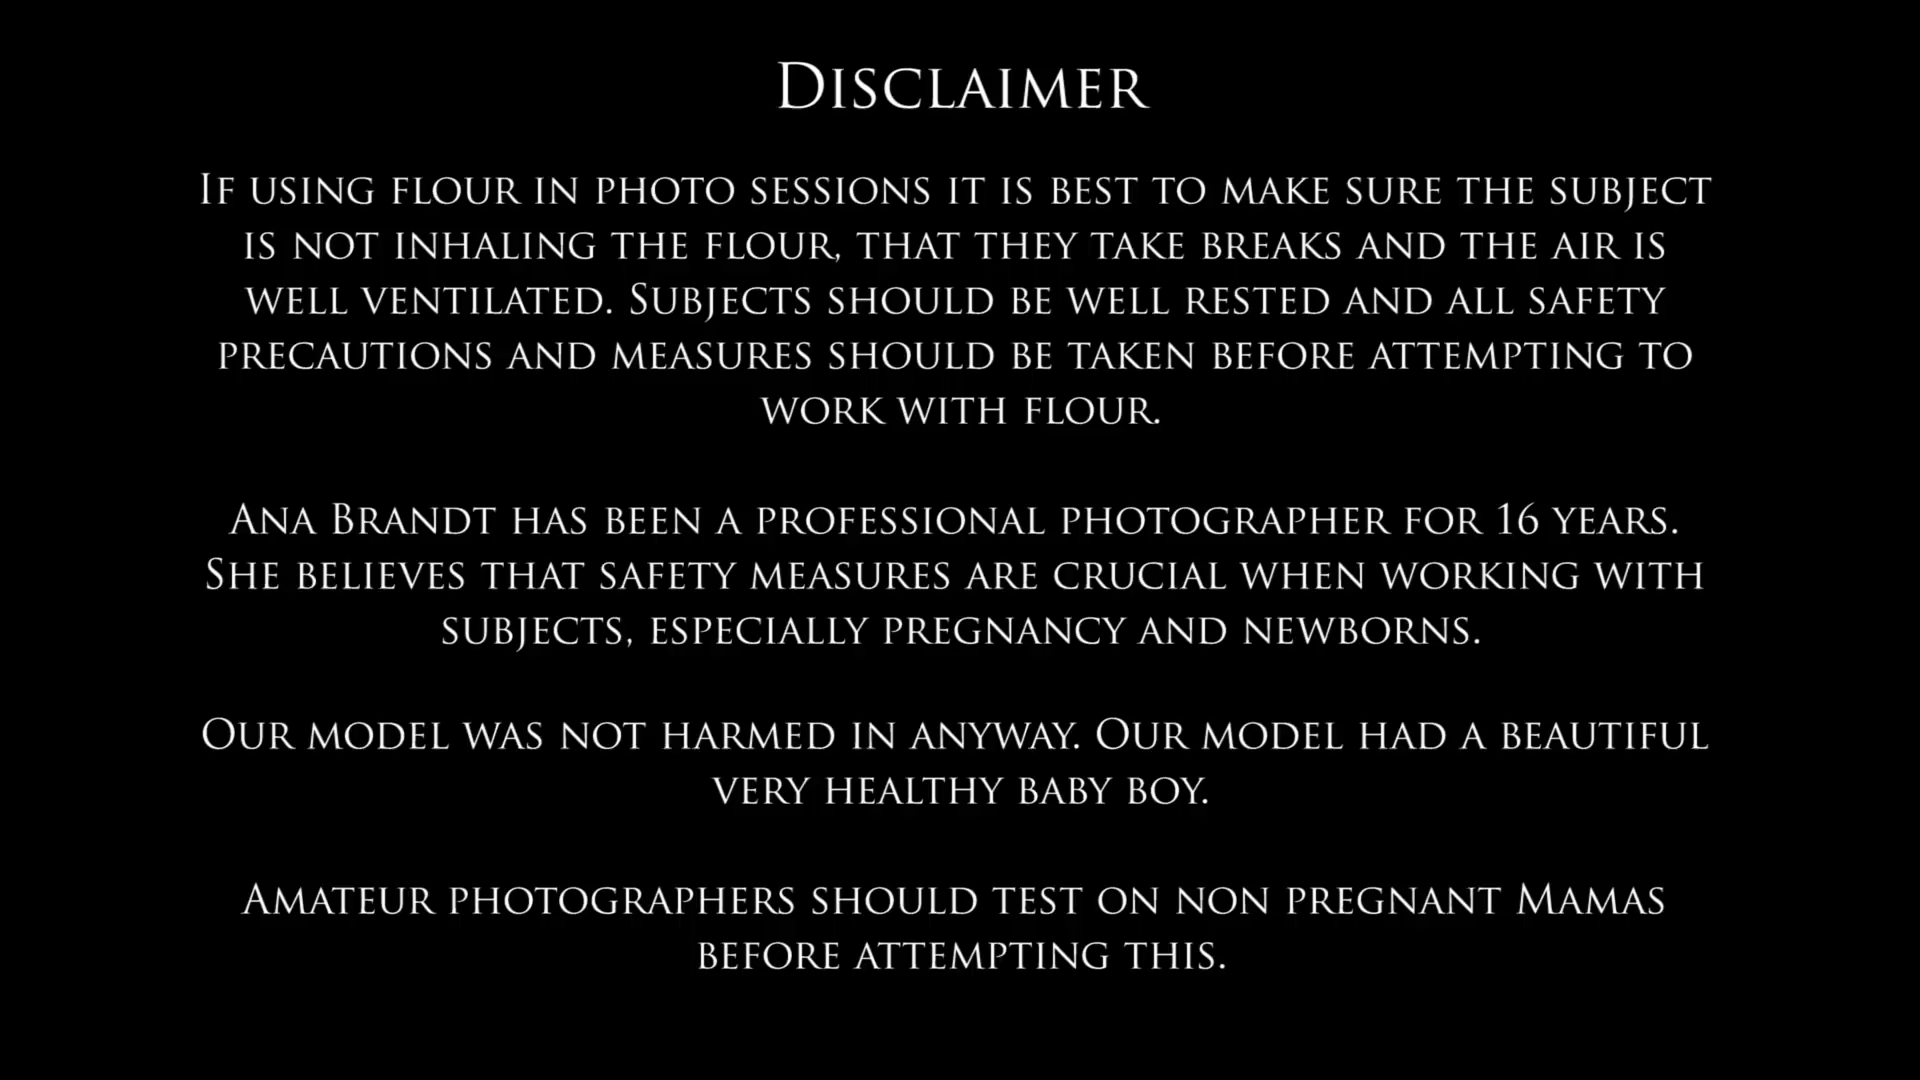 Disclaimer
If using flour in photo sessions it is best to make sure the subject
is not inhaling the flour, that they take breaks and the air is
well ventilated. Subjects should be well rested and all safety
precautions and measures should be taken before attempting to
work with flour.
Ana Brandt has been a professional photographer for 16 years.
She believes that safety measures are crucial when working with
subjects, especially pregnancy and newborns.
Our model was not harmed in anyway. Our model had a beautiful
very healthy baby boy.
Amateur photographers should test on non pregnant Mamas
before attempting this.